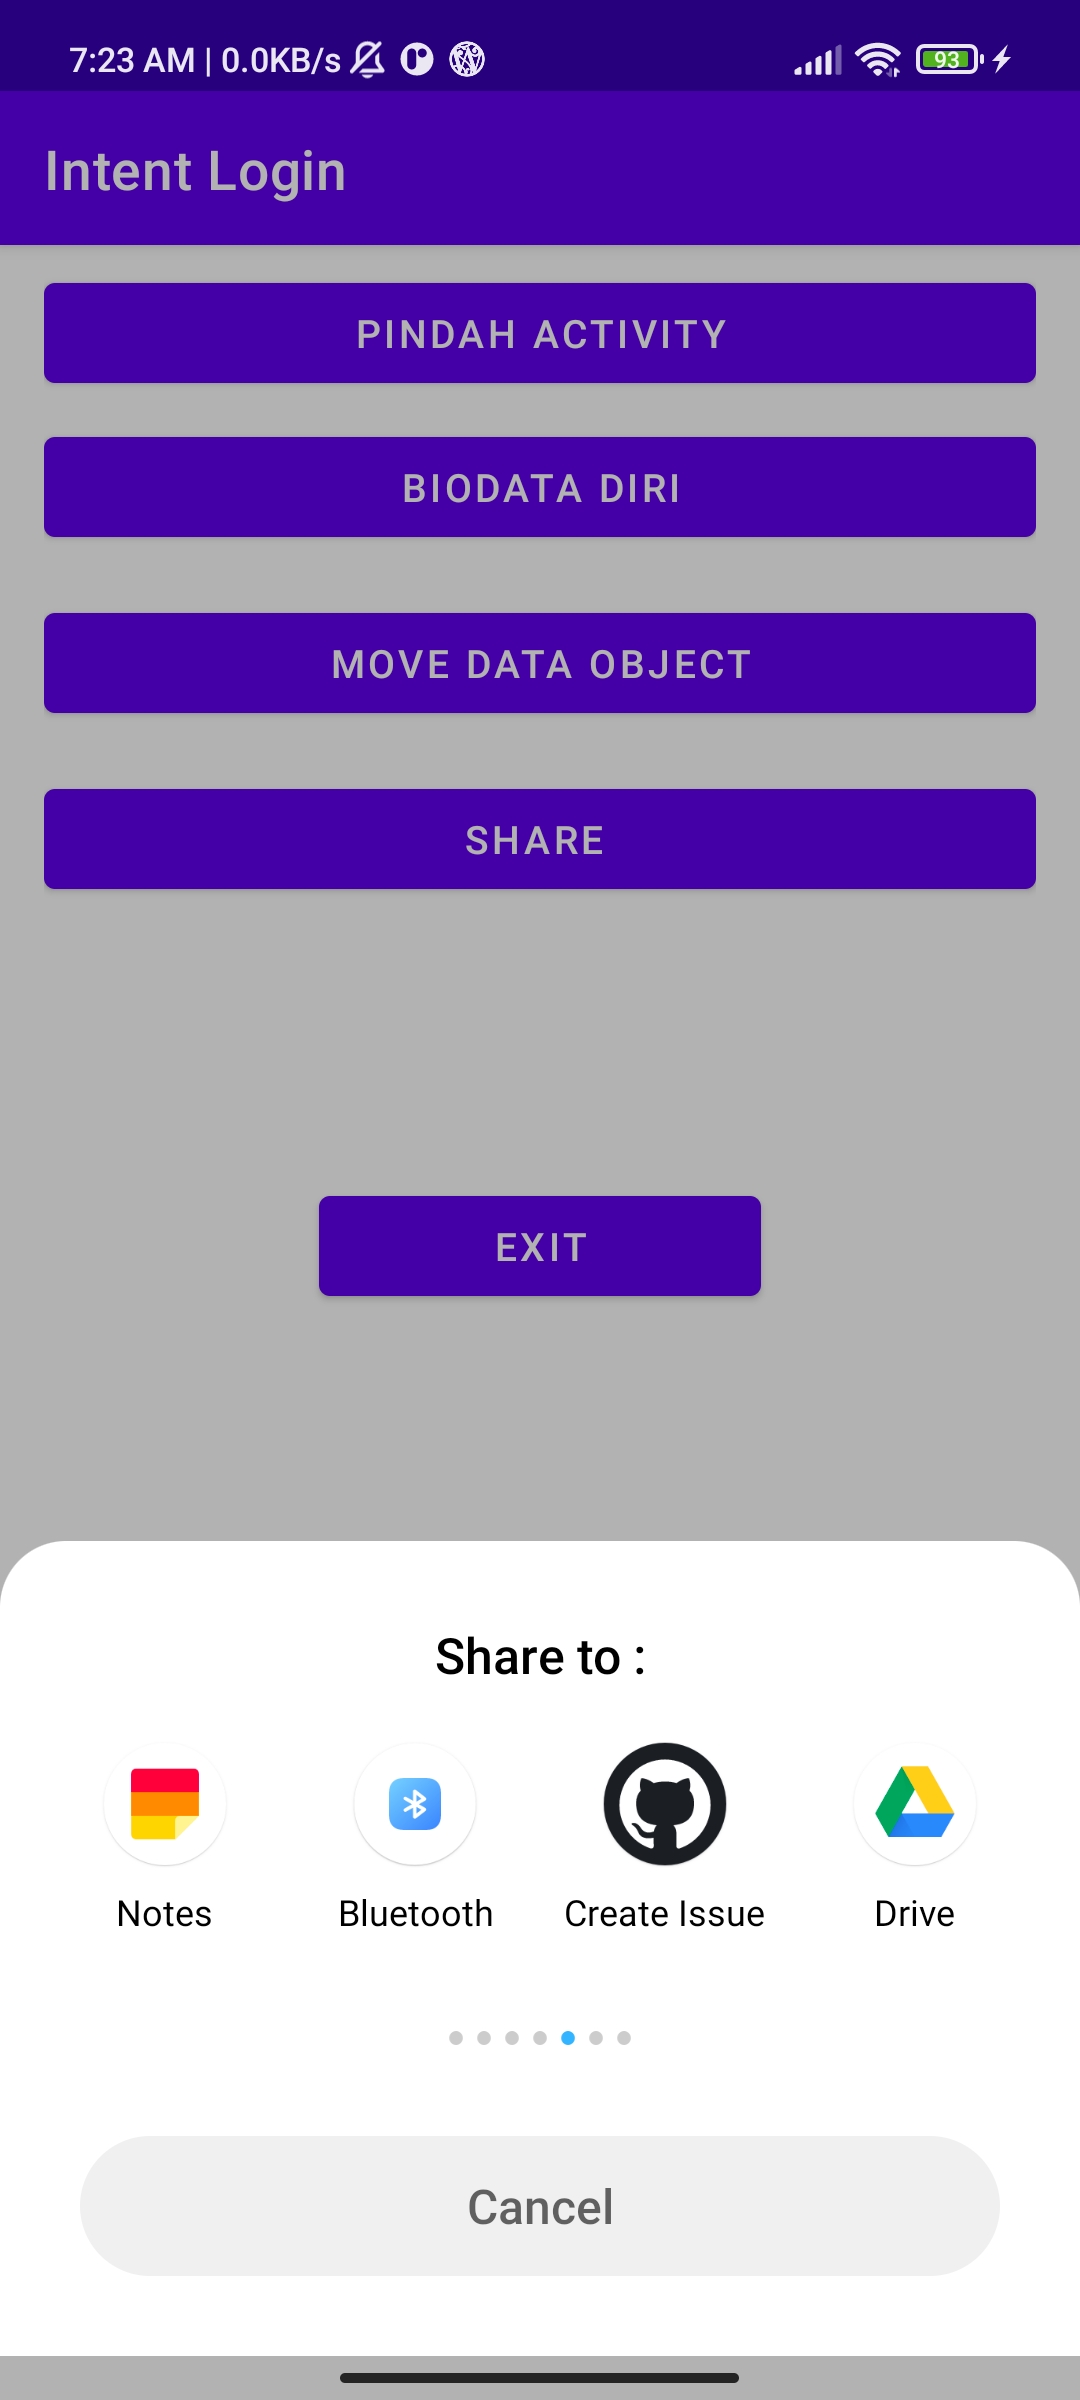 7:23 AM | 0.0KB/s 93
Intent Login
PINDAH ACTIVITY
BIODATA DIRI
MOVE DATA OBJECT
SHARE
EXIT
Share to :
Notes Bluetooth Create Issue Drive
Cancel